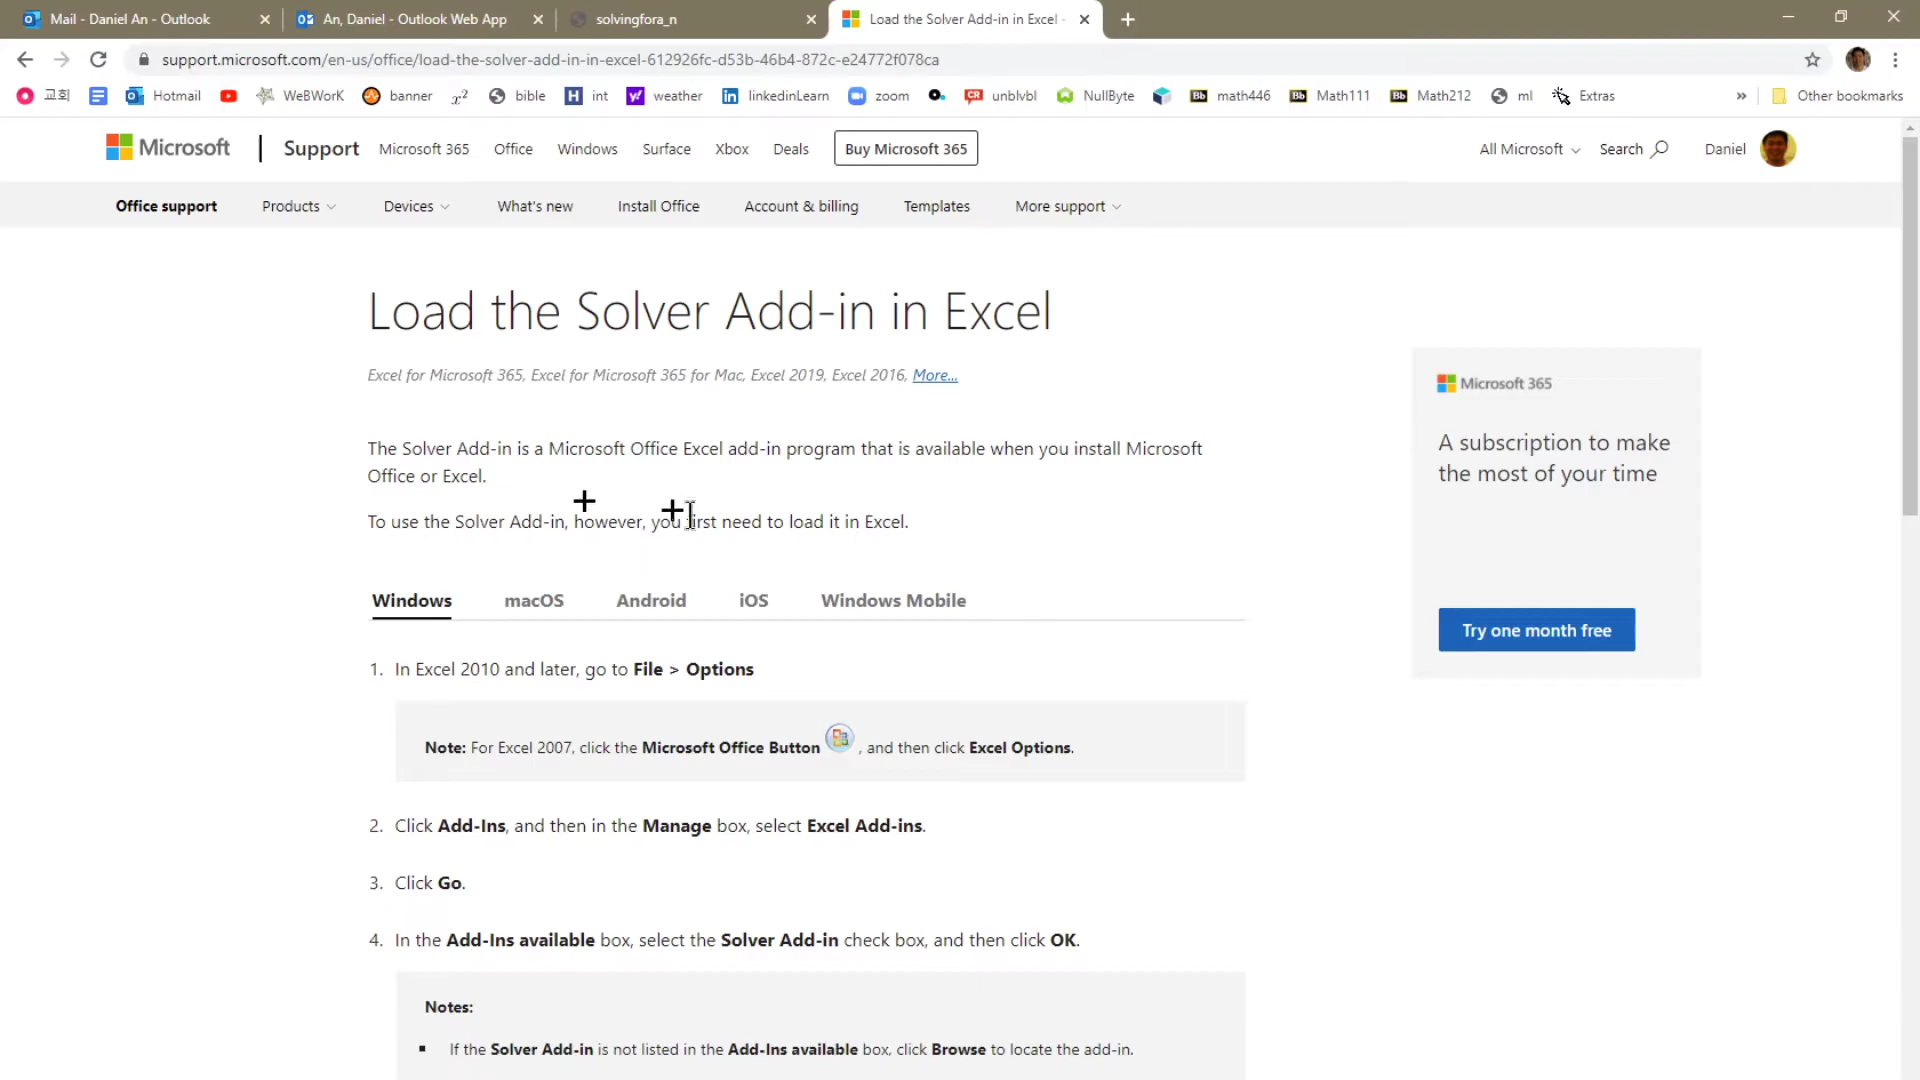 Mail - Daniel An - Outlook
An, Daniel - Outlook Web App
solvingfora_n
Load the Solver Add-in in Excel -
support.microsoft.com/en-us/office/load-the-solver-add-in-in-excel-612926fc-d53b-46b4-872c-e24772f078ca
교회 Hotmail WeBWorK banner x² bible H int y! weather in linkedinLearn zoom CR unblvbl NullByte Bb math446 Bb Math111 Bb Math212 ml Extras » Other bookmarks
Microsoft | Support Microsoft 365 Office Windows Surface Xbox Deals Buy Microsoft 365 All Microsoft Search Daniel
Office support Products Devices What's new Install Office Account & billing Templates More support
Load the Solver Add-in in Excel
Excel for Microsoft 365, Excel for Microsoft 365 for Mac, Excel 2019, Excel 2016, More...
The Solver Add-in is a Microsoft Office Excel add-in program that is available when you install Microsoft
Office or Excel.
To use the Solver Add-in, however, you first need to load it in Excel.
Windows macOS Android iOS Windows Mobile
1. In Excel 2010 and later, go to File > Options
Note: For Excel 2007, click the Microsoft Office Button , and then click Excel Options.
2. Click Add-Ins, and then in the Manage box, select Excel Add-ins.
3. Click Go.
4. In the Add-Ins available box, select the Solver Add-in check box, and then click OK.
Notes:
▪ If the Solver Add-in is not listed in the Add-Ins available box, click Browse to locate the add-in.
Microsoft 365
A subscription to make
the most of your time
Try one month free